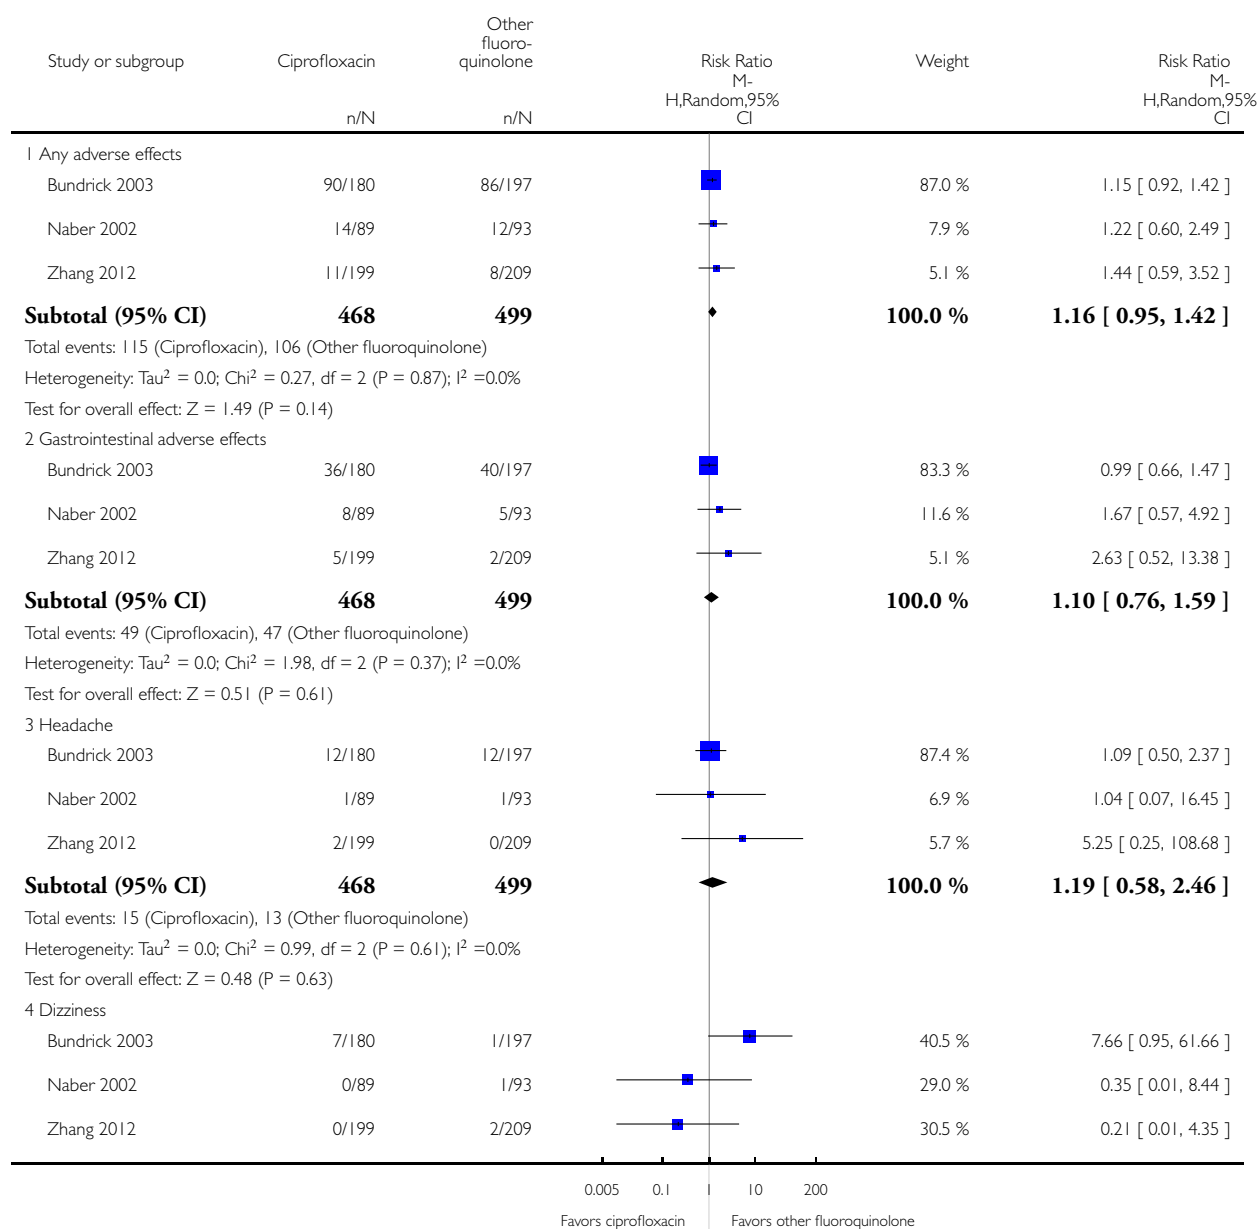 Study or subgroup Ciprofloxacin Other fluoro- quinolone Risk Ratio Weight Risk Ratio
n/N n/N M- H,Random,95% CI M- H,Random,95% CI
1 Any adverse effects
Bundrick 2003 90/180 86/197 87.0 % 1.15 [ 0.92, 1.42 ]
Naber 2002 14/89 12/93 7.9 % 1.22 [ 0.60, 2.49 ]
Zhang 2012 11/199 8/209 5.1 % 1.44 [ 0.59, 3.52 ]
Subtotal (95% CI) 468 499 100.0 % 1.16 [ 0.95, 1.42 ]
Total events: 115 (Ciprofloxacin), 106 (Other fluoroquinolone)
Heterogeneity: Tau² = 0.0; Chi² = 0.27, df = 2 (P = 0.87); I² =0.0%
Test for overall effect: Z = 1.49 (P = 0.14)
2 Gastrointestinal adverse effects
Bundrick 2003 36/180 40/197 83.3 % 0.99 [ 0.66, 1.47 ]
Naber 2002 8/89 5/93 11.6 % 1.67 [ 0.57, 4.92 ]
Zhang 2012 5/199 2/209 5.1 % 2.63 [ 0.52, 13.38 ]
Subtotal (95% CI) 468 499 100.0 % 1.10 [ 0.76, 1.59 ]
Total events: 49 (Ciprofloxacin), 47 (Other fluoroquinolone)
Heterogeneity: Tau² = 0.0; Chi² = 1.98, df = 2 (P = 0.37); I² =0.0%
Test for overall effect: Z = 0.51 (P = 0.61)
3 Headache
Bundrick 2003 12/180 12/197 87.4 % 1.09 [ 0.50, 2.37 ]
Naber 2002 1/89 1/93 6.9 % 1.04 [ 0.07, 16.45 ]
Zhang 2012 2/199 0/209 5.7 % 5.25 [ 0.25, 108.68 ]
Subtotal (95% CI) 468 499 100.0 % 1.19 [ 0.58, 2.46 ]
Total events: 15 (Ciprofloxacin), 13 (Other fluoroquinolone)
Heterogeneity: Tau² = 0.0; Chi² = 0.99, df = 2 (P = 0.61); I² =0.0%
Test for overall effect: Z = 0.48 (P = 0.63)
4 Dizziness
Bundrick 2003 7/180 1/197 40.5 % 7.66 [ 0.95, 61.66 ]
Naber 2002 0/89 1/93 29.0 % 0.35 [ 0.01, 8.44 ]
Zhang 2012 0/199 2/209 30.5 % 0.21 [ 0.01, 4.35 ]
0.005 0.1 1 10 200
Favors ciprofloxacin Favors other fluoroquinolone